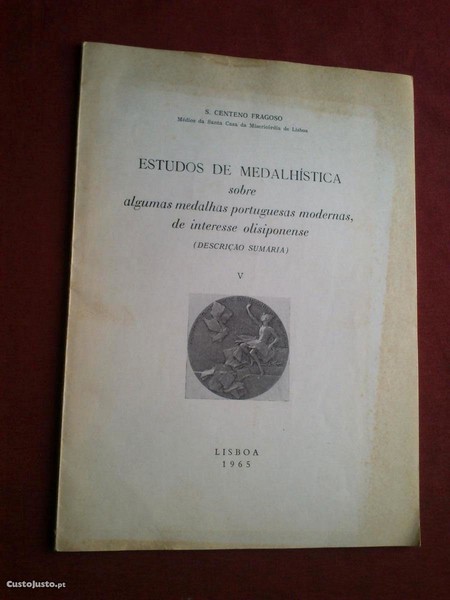 S. CENTENO FRAGOSO
Médico da Santa Casa da Misericórdia de Lisboa
ESTUDOS DE MEDALHÍSTICA
sobre
algumas medalhas portuguesas modernas,
de interesse olisiponense
(DESCRIÇÃO SUMÁRIA)
V
LISBOA
1965
CustoJusto.pt